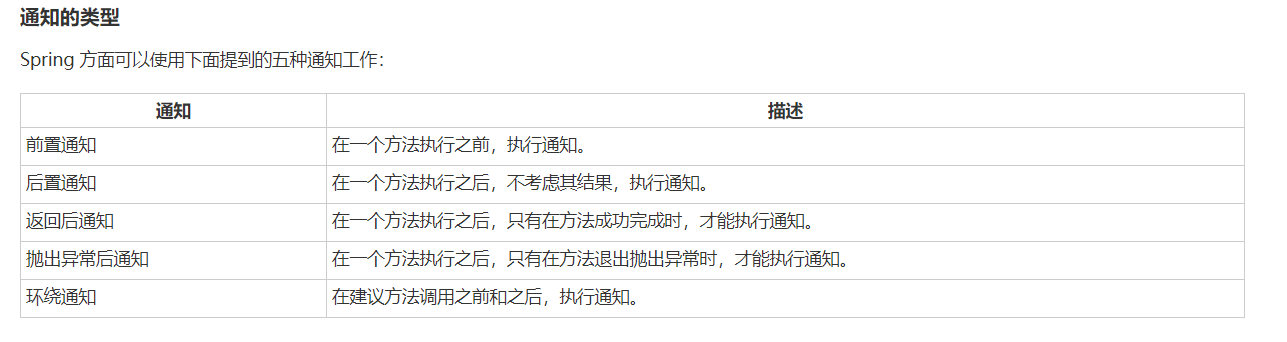 通知的类型
Spring 方面可以使用下面提到的五种通知工作：
通知 描述
前置通知 在一个方法执行之前，执行通知。
后置通知 在一个方法执行之后，不考虑其结果，执行通知。
返回后通知 在一个方法执行之后，只有在方法成功完成时，才能执行通知。
抛出异常后通知 在一个方法执行之后，只有在方法退出抛出异常时，才能执行通知。
环绕通知 在建议方法调用之前和之后，执行通知。